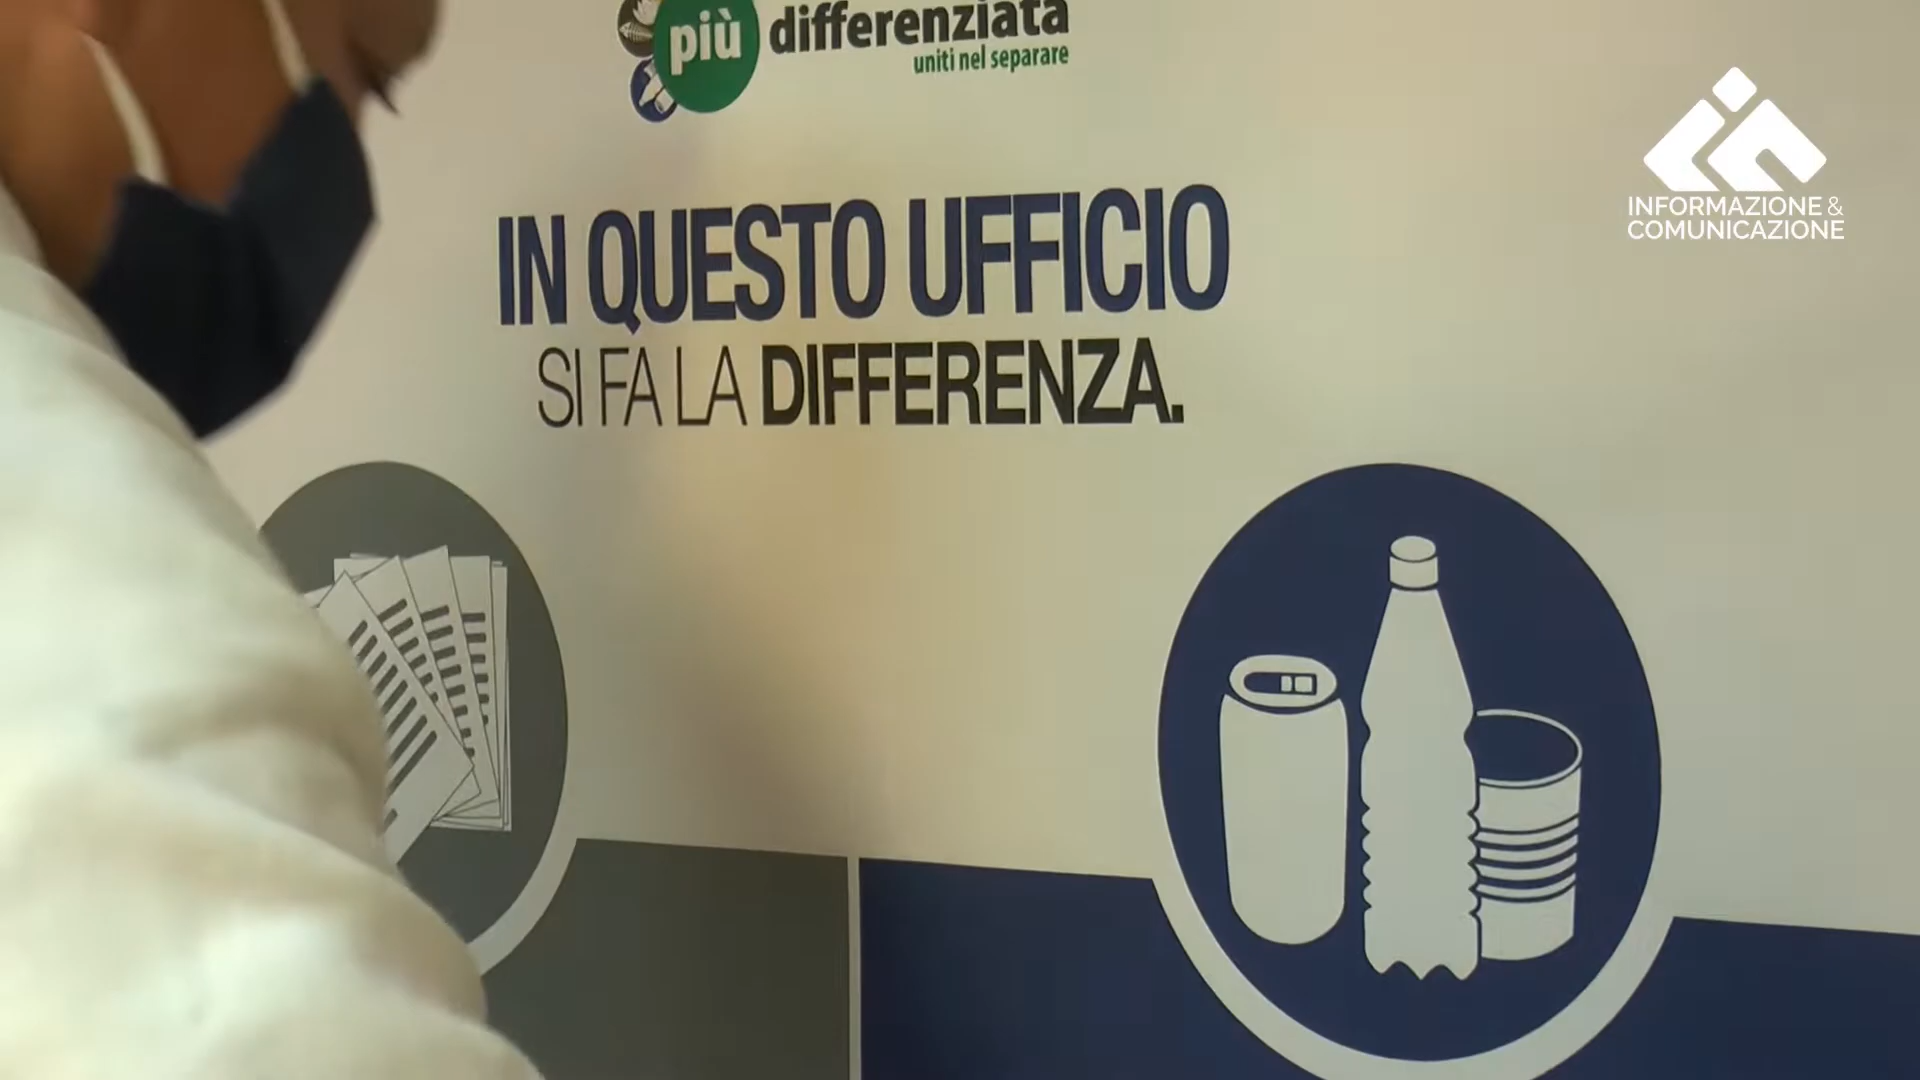 più differenziata
uniti nel separare
INFORMAZIONE &
COMUNICAZIONE
IN QUESTO UFFICIO
SI FA LA DIFFERENZA.